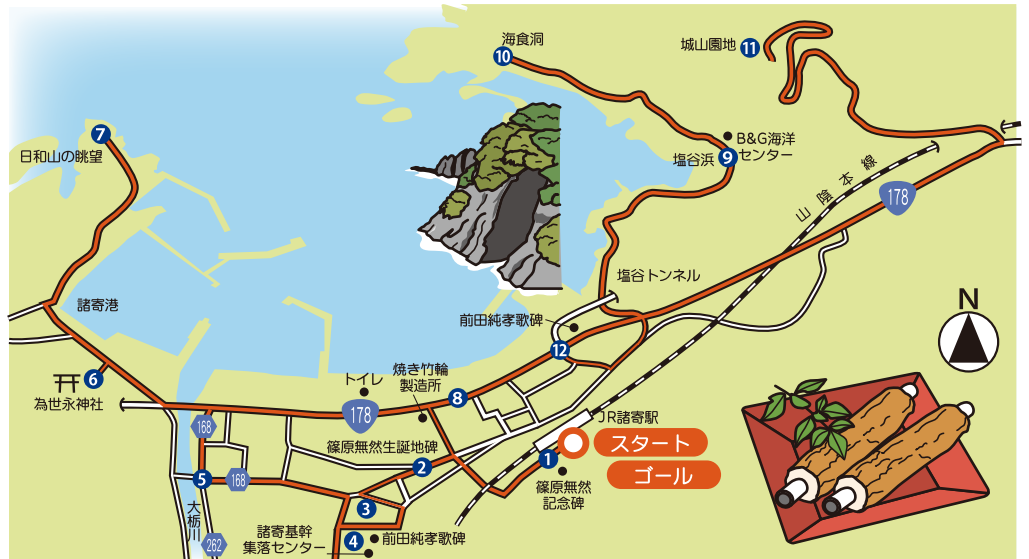 海食洞
10
城山園地
11
7
日和山の眺望
B&G海洋
センター
塩谷浜
9
山陰本線
178
諸寄港
塩谷トンネル
前田純孝歌碑
N
12
6
為世永神社
トイレ
焼き竹輪
製造所
8
178
168
JR諸寄駅
スタート
ゴール
篠原無然生誕地碑
2
1
篠原無然
記念碑
5
168
大栃川
3
262
諸寄基幹
集落センター
4
前田純孝歌碑